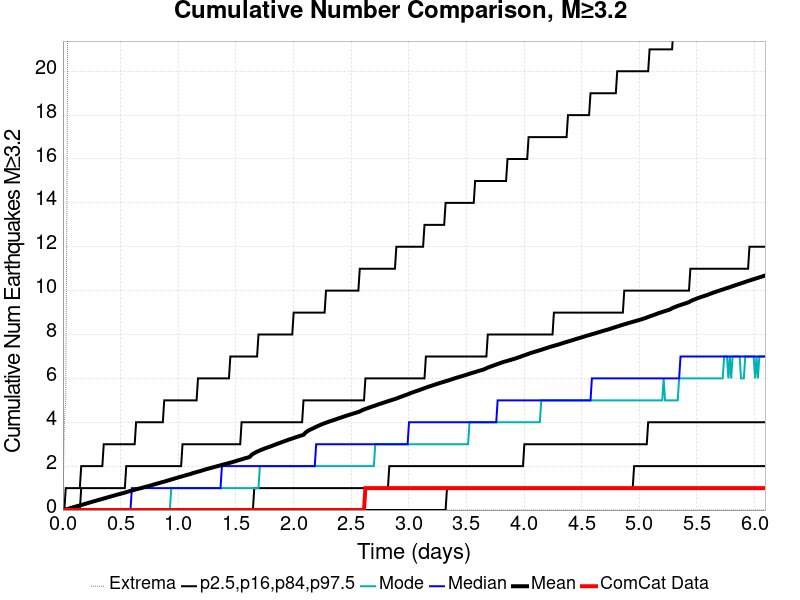 Cumulative Number Comparison, M≥3.2
Cumulative Num Earthquakes M≥3.2
20
18
16
14
12
10
8
6
4
2
0
0.0 0.5 1.0 1.5 2.0 2.5 3.0 3.5 4.0 4.5 5.0 5.5 6.0
Time (days)
Extrema p2.5,p16,p84,p97.5 Mode Median Mean ComCat Data